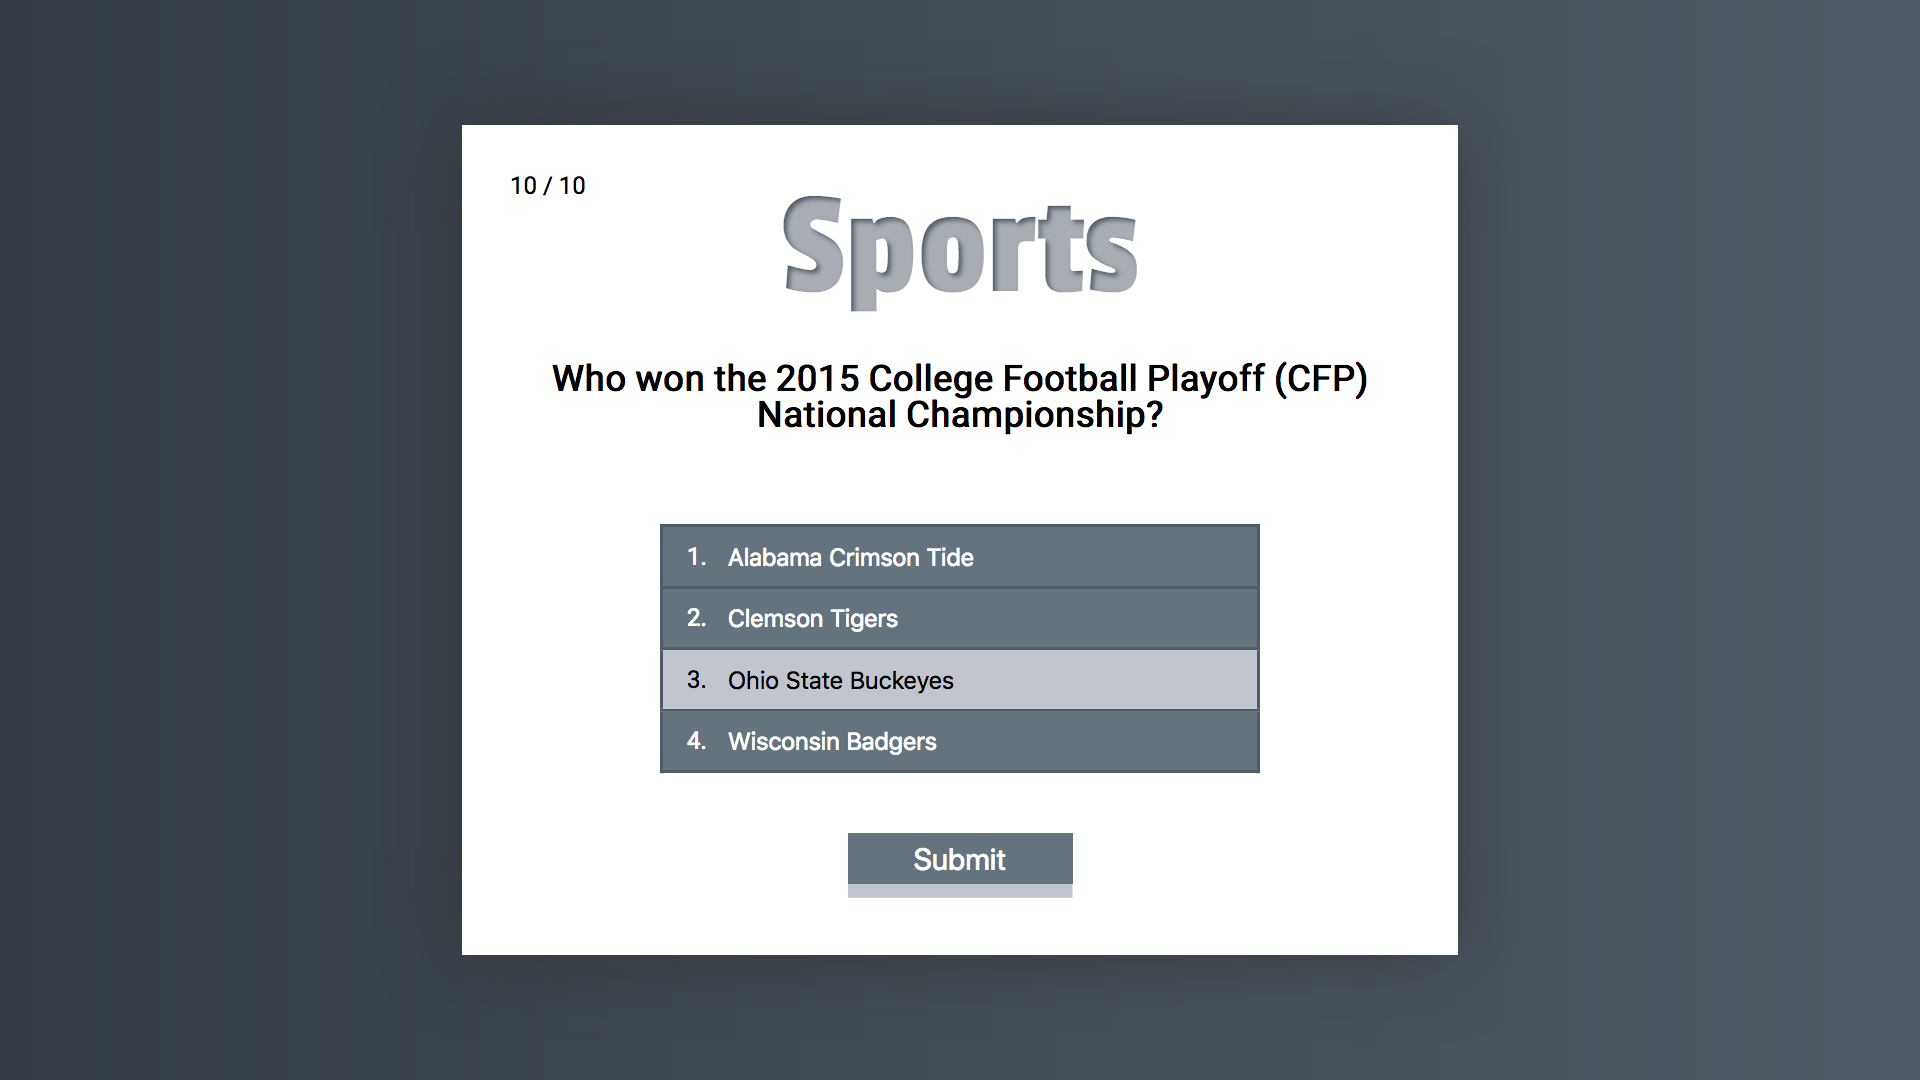 10 / 10
Sports
Who won the 2015 College Football Playoff (CFP)
National Championship?
1. Alabama Crimson Tide
2. Clemson Tigers
3. Ohio State Buckeyes
4. Wisconsin Badgers
Submit